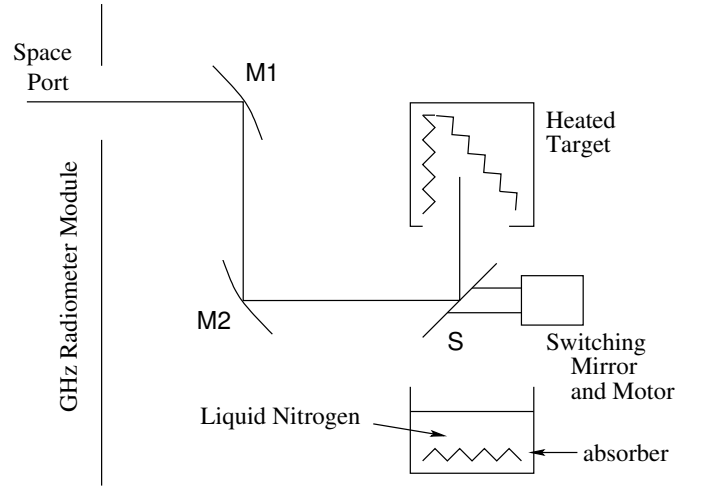 Space
Port
M1
Heated
Target
GHz Radiometer Module
M2
S
Switching
Mirror
and Motor
Liquid Nitrogen
absorber